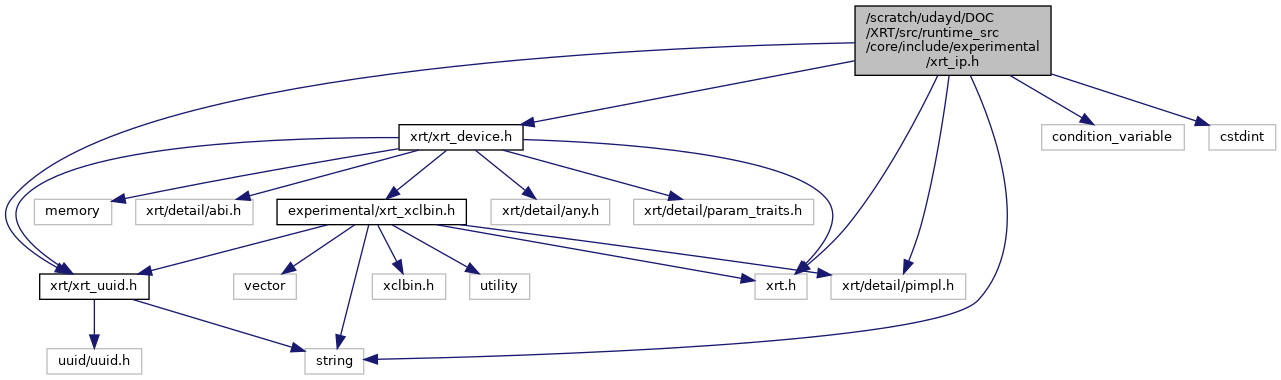 /scratch/udayd/DOC
/XRT/src/runtime_src
/core/include/experimental
/xrt_ip.h
xrt/xrt_device.h
condition_variable
cstdint
memory
xrt/detail/abi.h
experimental/xrt_xclbin.h
xrt/detail/any.h
xrt/detail/param_traits.h
xrt/xrt_uuid.h
vector
xclbin.h
utility
xrt.h
xrt/detail/pimpl.h
uuid/uuid.h
string